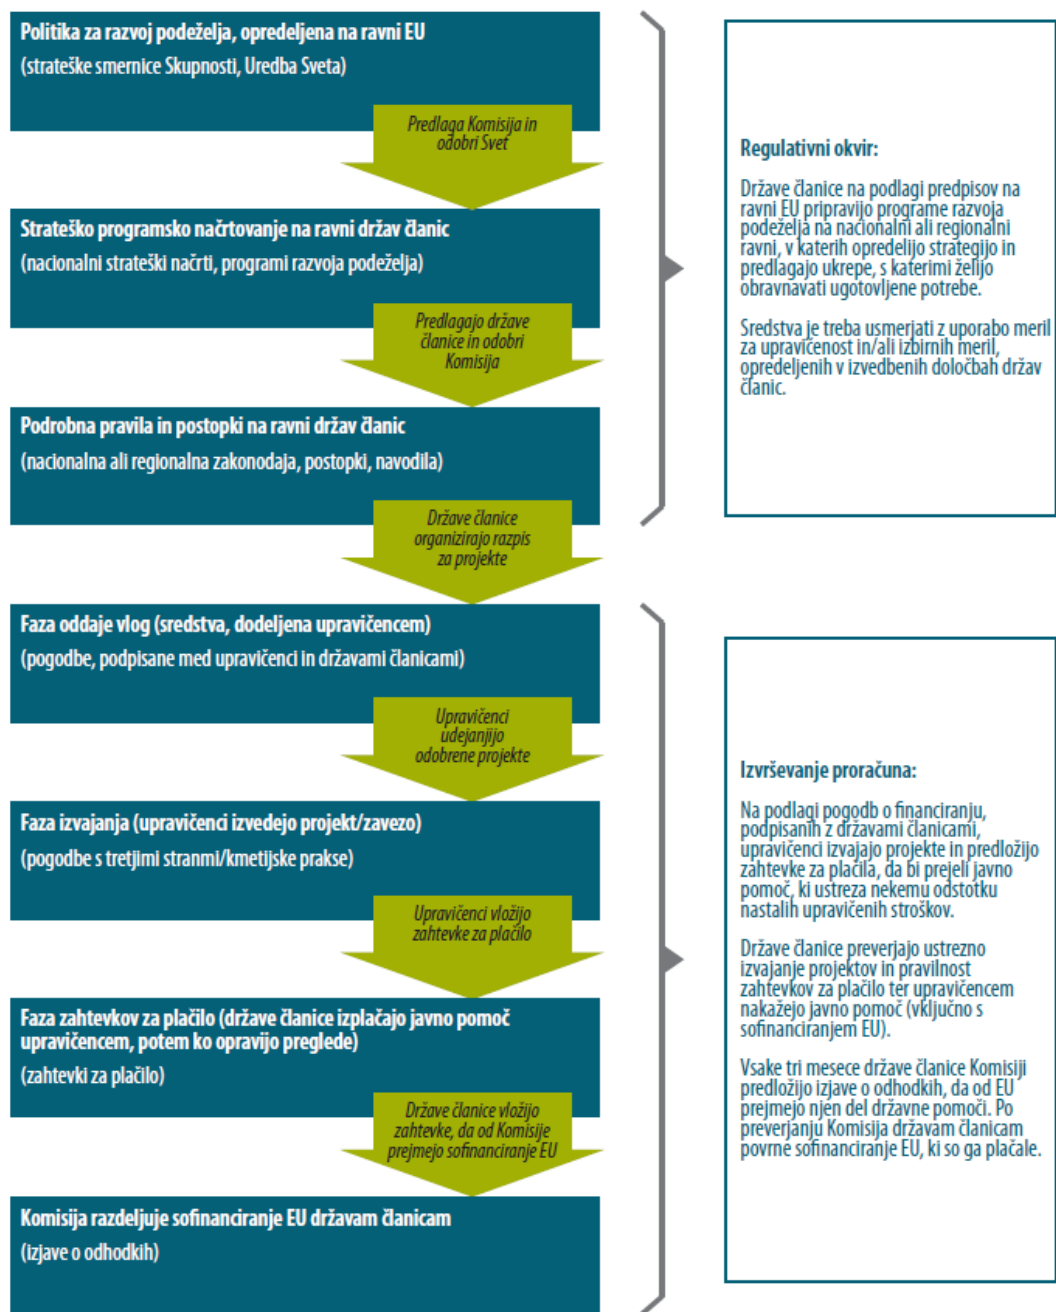 Politika za razvoj podeželja, opredeljena na ravni EU
(strateške smernice Skupnosti, Uredba Sveta)
Predlaga Komisija in
odobri Svet
Strateško programsko načrtovanje na ravni držav članic
(nacionalni strateški načrti, programi razvoja podeželja)
Predlagajo države
članice in odobri
Komisija
Podrobna pravila in postopki na ravni držav članic
(nacionalna ali regionalna zakonodaja, postopki, navodila)
Države članice
organizirajo razpis
za projekte
Regulativni okvir:
Države članice na podlagi predpisov na
ravni EU pripravijo programe razvoja
podeželja na nacionalni ali regionalni
ravni, v katerih opredelijo strategijo in
predlagajo ukrepe, s katerimi želijo
obravnavati ugotovljene potrebe.
Sredstva je treba usmerjati z uporabo meril
za upravičenost in/ali izbirnih meril,
opredeljenih v izvedbenih določbah držav
članic.
Faza oddaje vlog (sredstva, dodeljena upravičencem)
(pogodbe, podpisane med upravičenci in državami članicami)
Upravičenci
udejanjijo
odobrene projekte
Faza izvajanja (upravičenci izvedejo projekt/zavezo)
(pogodbe s tretjimi stranmi/kmetijske prakse)
Upravičenci vložijo
zahtevke za plačilo
Faza zahtevkov za plačilo (države članice izplačajo javno pomoč
upravičencem, potem ko opravijo preglede)
(zahtevki za plačilo)
Države članice vložijo
zahtevke, da od Komisije
prejmejo sofinanciranje EU
Komisija razdeljuje sofinanciranje EU državam članicam
(izjave o odhodkih)
Izvrševanje proračuna:
Na podlagi pogodb o financiranju,
podpisanih z državami članicami,
upravičenci izvajajo projekte in predložijo
zahtevke za plačila, da bi prejeli javno
pomoč, ki ustreza nekemu odstotku
nastalih upravičenih stroškov.
Države članice preverjajo ustrezno
izvajanje projektov in pravilnost
zahtevkov za plačilo ter upravičencem
nakažejo javno pomoč (vključno s
sofinanciranjem EU).
Vsake tri mesece države članice Komisiji
predložijo izjave o odhodkih, da od EU
prejmejo njen del državne pomoči. Po
preverjanju Komisija državam članicam
povrne sofinanciranje EU, ki so ga plačale.